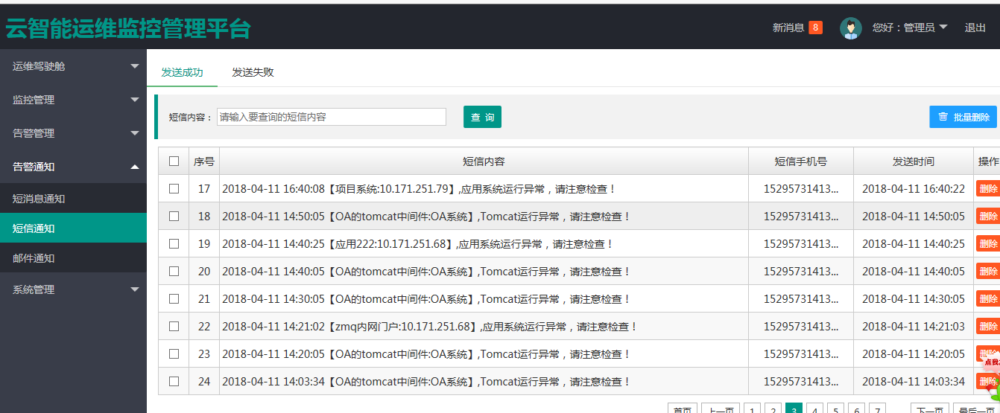 云智能运维监控管理平台
新消息 8 您好：管理员 退出
运维驾驶舱
监控管理
告警管理
告警通知
短消息通知
短信通知
邮件通知
系统管理
发送成功 发送失败
短信内容： 请输入要查询的短信内容 查 询 批量删除
序号 短信内容 短信手机号 发送时间 操作
17 2018-04-11 16:40:08【项目系统:10.171.251.79】,应用系统运行异常，请注意检查！ 15295731413... 2018-04-11 16:40:22 删除
18 2018-04-11 14:50:05【OA的tomcat中间件:OA系统】,Tomcat运行异常，请注意检查！ 15295731413... 2018-04-11 14:50:05 删除
19 2018-04-11 14:40:25【应用222:10.171.251.68】,应用系统运行异常，请注意检查！ 15295731413... 2018-04-11 14:40:25 删除
20 2018-04-11 14:40:05【OA的tomcat中间件:OA系统】,Tomcat运行异常，请注意检查！ 15295731413... 2018-04-11 14:40:05 删除
21 2018-04-11 14:30:05【OA的tomcat中间件:OA系统】,Tomcat运行异常，请注意检查！ 15295731413... 2018-04-11 14:30:05 删除
22 2018-04-11 14:21:02【zmq内网门户:10.171.251.68】,应用系统运行异常，请注意检查！ 15295731413... 2018-04-11 14:21:03 删除
23 2018-04-11 14:20:05【OA的tomcat中间件:OA系统】,Tomcat运行异常，请注意检查！ 15295731413... 2018-04-11 14:20:05 删除
24 2018-04-11 14:03:34【OA的tomcat中间件:OA系统】,Tomcat运行异常，请注意检查！ 15295731413... 2018-04-11 14:03:34 删除
点我
首页 上一页 1 2 3 4 5 6 7 下一页 最后一页